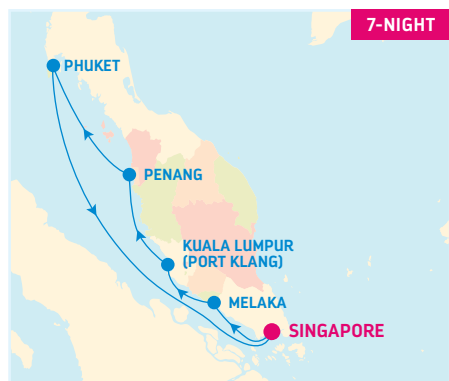 7-NIGHT
PHUKET
PENANG
KUALA LUMPUR
(PORT KLANG)
MELAKA
SINGAPORE